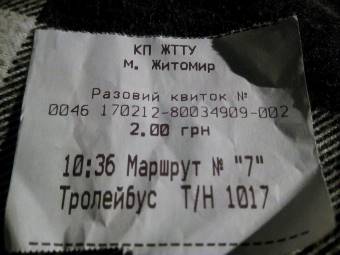 КП ЖТТУ
М. Житомир
Разовий квиток №
0046 170212-80034909-002
2.00 грн
10:36 Маршрут № "7"
Тролейбус Т/Н 1017